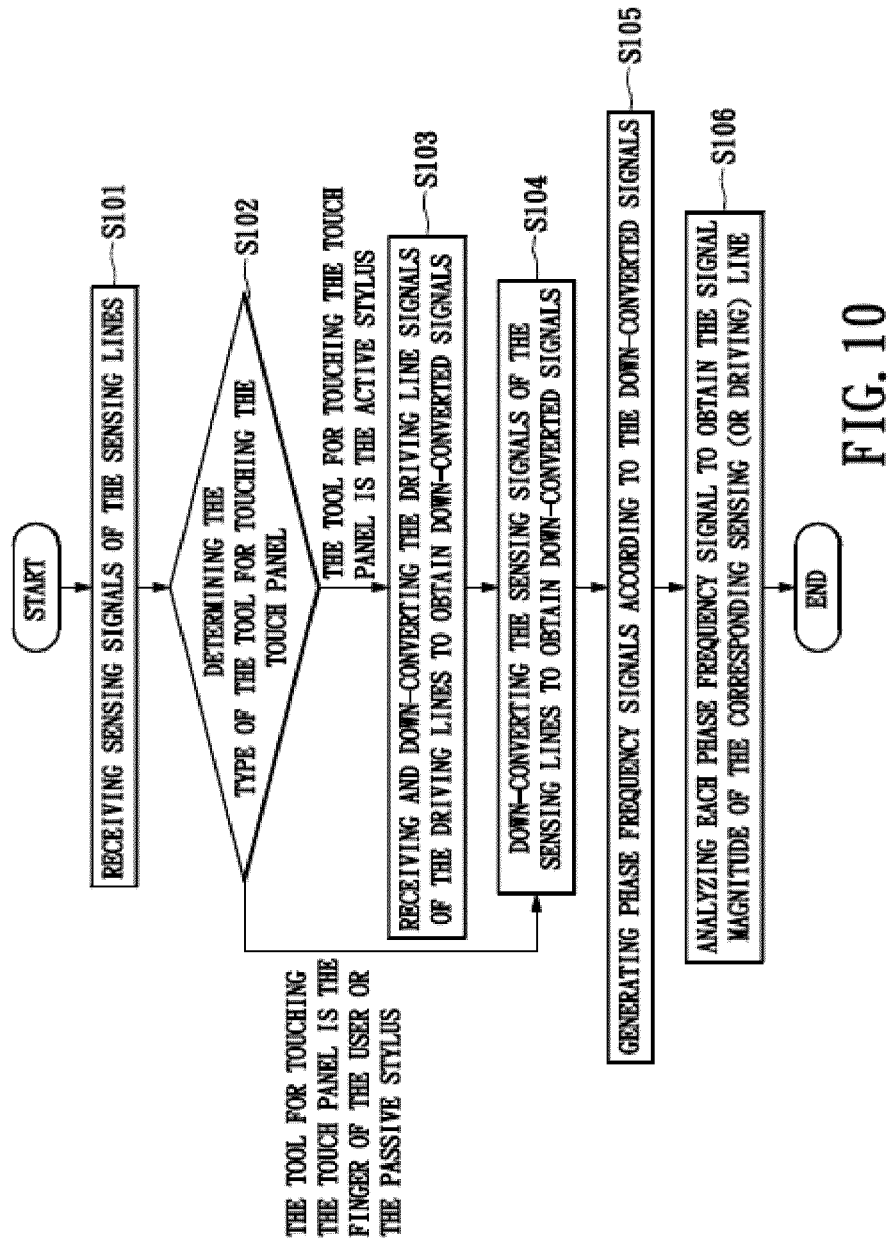 START
RECEIVING SENSING SIGNALS OF THE SENSING LINES
S101
DETERMINING THE
TYPE OF THE TOOL FOR TOUCHING THE
TOUCH PANEL
S102
THE TOOL FOR TOUCHING
THE TOUCH PANEL IS THE
FINGER OF THE USER OR
THE PASSIVE STYLUS
THE TOOL FOR TOUCHING THE TOUCH
PANEL IS THE ACTIVE STYLUS
RECEIVING AND DOWN-CONVERTING THE DRIVING LINE SIGNALS
OF THE DRIVING LINES TO OBTAIN DOWN-CONVERTED SIGNALS
S103
DOWN-CONVERTING THE SENSING SIGNALS OF THE
SENSING LINES TO OBTAIN DOWN-CONVERTED SIGNALS
S104
GENERATING PHASE FREQUENCY SIGNALS ACCORDING TO THE DOWN-CONVERTED SIGNALS
S105
ANALYZING EACH PHASE FREQUENCY SIGNAL TO OBTAIN THE SIGNAL
MAGNITUDE OF THE CORRESPONDING SENSING (OR DRIVING) LINE
S106
END
FIG. 10